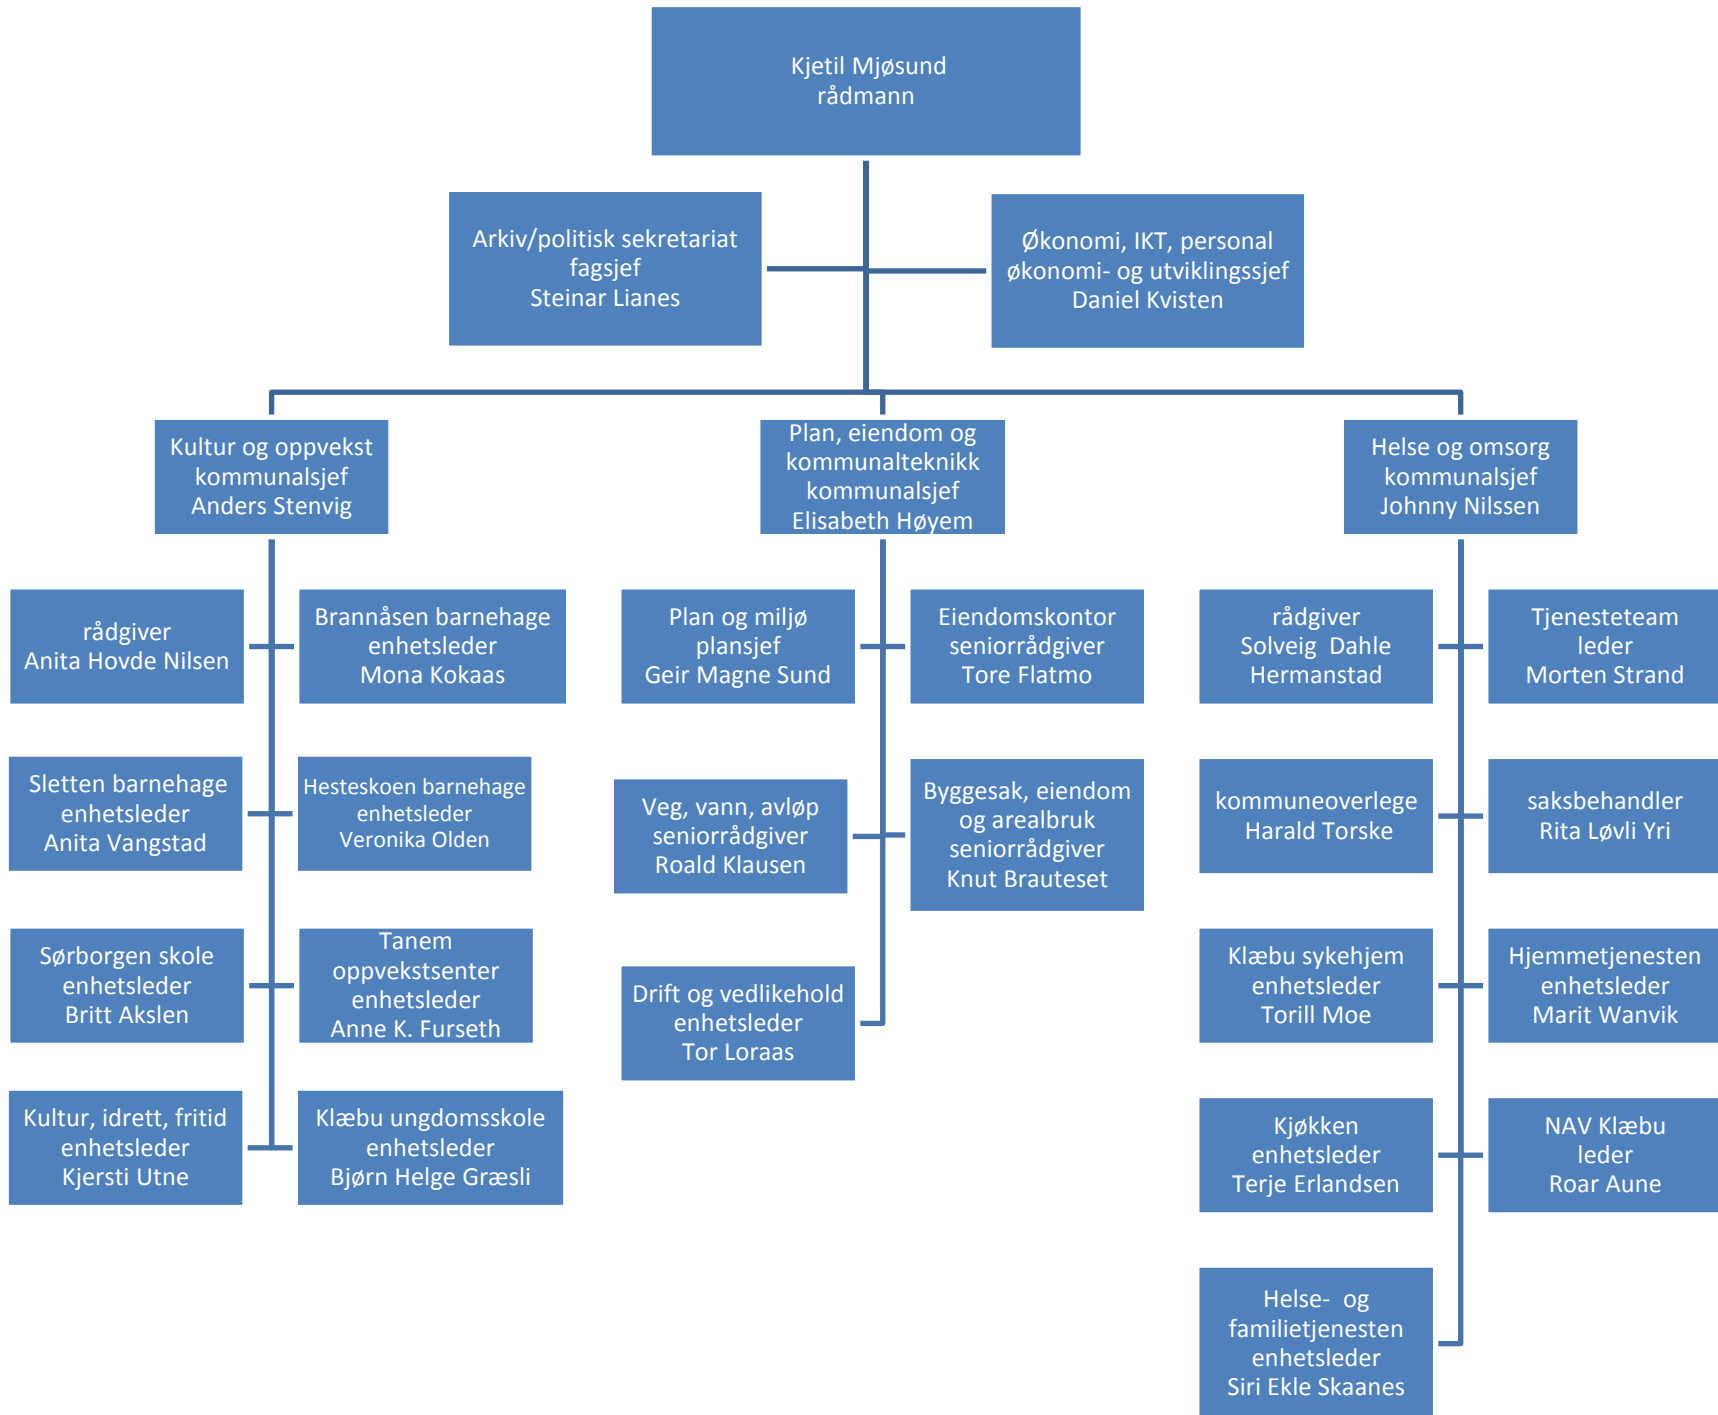 Kjetil Mjøsund
rådmann
Arkiv/politisk sekretariat
fagsjef
Steinar Lianes
Økonomi, IKT, personal
økonomi- og utviklingssjef
Daniel Kvisten
Kultur og oppvekst
kommunalsjef
Anders Stenvig
Plan, eiendom og
kommunalteknikk
kommunalsjef
Elisabeth Høyem
Helse og omsorg
kommunalsjef
Johnny Nilssen
rådgiver
Anita Hovde Nilsen
Brannåsen barnehage
enhetsleder
Mona Kokaas
Plan og miljø
plansjef
Geir Magne Sund
Eiendomskontor
seniorrådgiver
Tore Flatmo
rådgiver
Solveig Dahle
Hermanstad
Tjenesteteam
leder
Morten Strand
Sletten barnehage
enhetsleder
Anita Vangstad
Hesteskoen barnehage
enhetsleder
Veronika Olden
Veg, vann, avløp
seniorrådgiver
Roald Klausen
Byggesak, eiendom
og arealbruk
seniorrådgiver
Knut Brauteset
kommuneoverlege
Harald Torske
saksbehandler
Rita Løvli Yri
Sørborgen skole
enhetsleder
Britt Akslen
Tanem
oppvekstsenter
enhetsleder
Anne K. Furseth
Drift og vedlikehold
enhetsleder
Tor Loraas
Klæbu sykehjem
enhetsleder
Torill Moe
Hjemmetjenesten
enhetsleder
Marit Wanvik
Kultur, idrett, fritid
enhetsleder
Kjersti Utne
Klæbu ungdomsskole
enhetsleder
Bjørn Helge Græsli
Kjøkken
enhetsleder
Terje Erlandsen
NAV Klæbu
leder
Roar Aune
Helse- og
familietjenesten
enhetsleder
Siri Ekle Skaanes